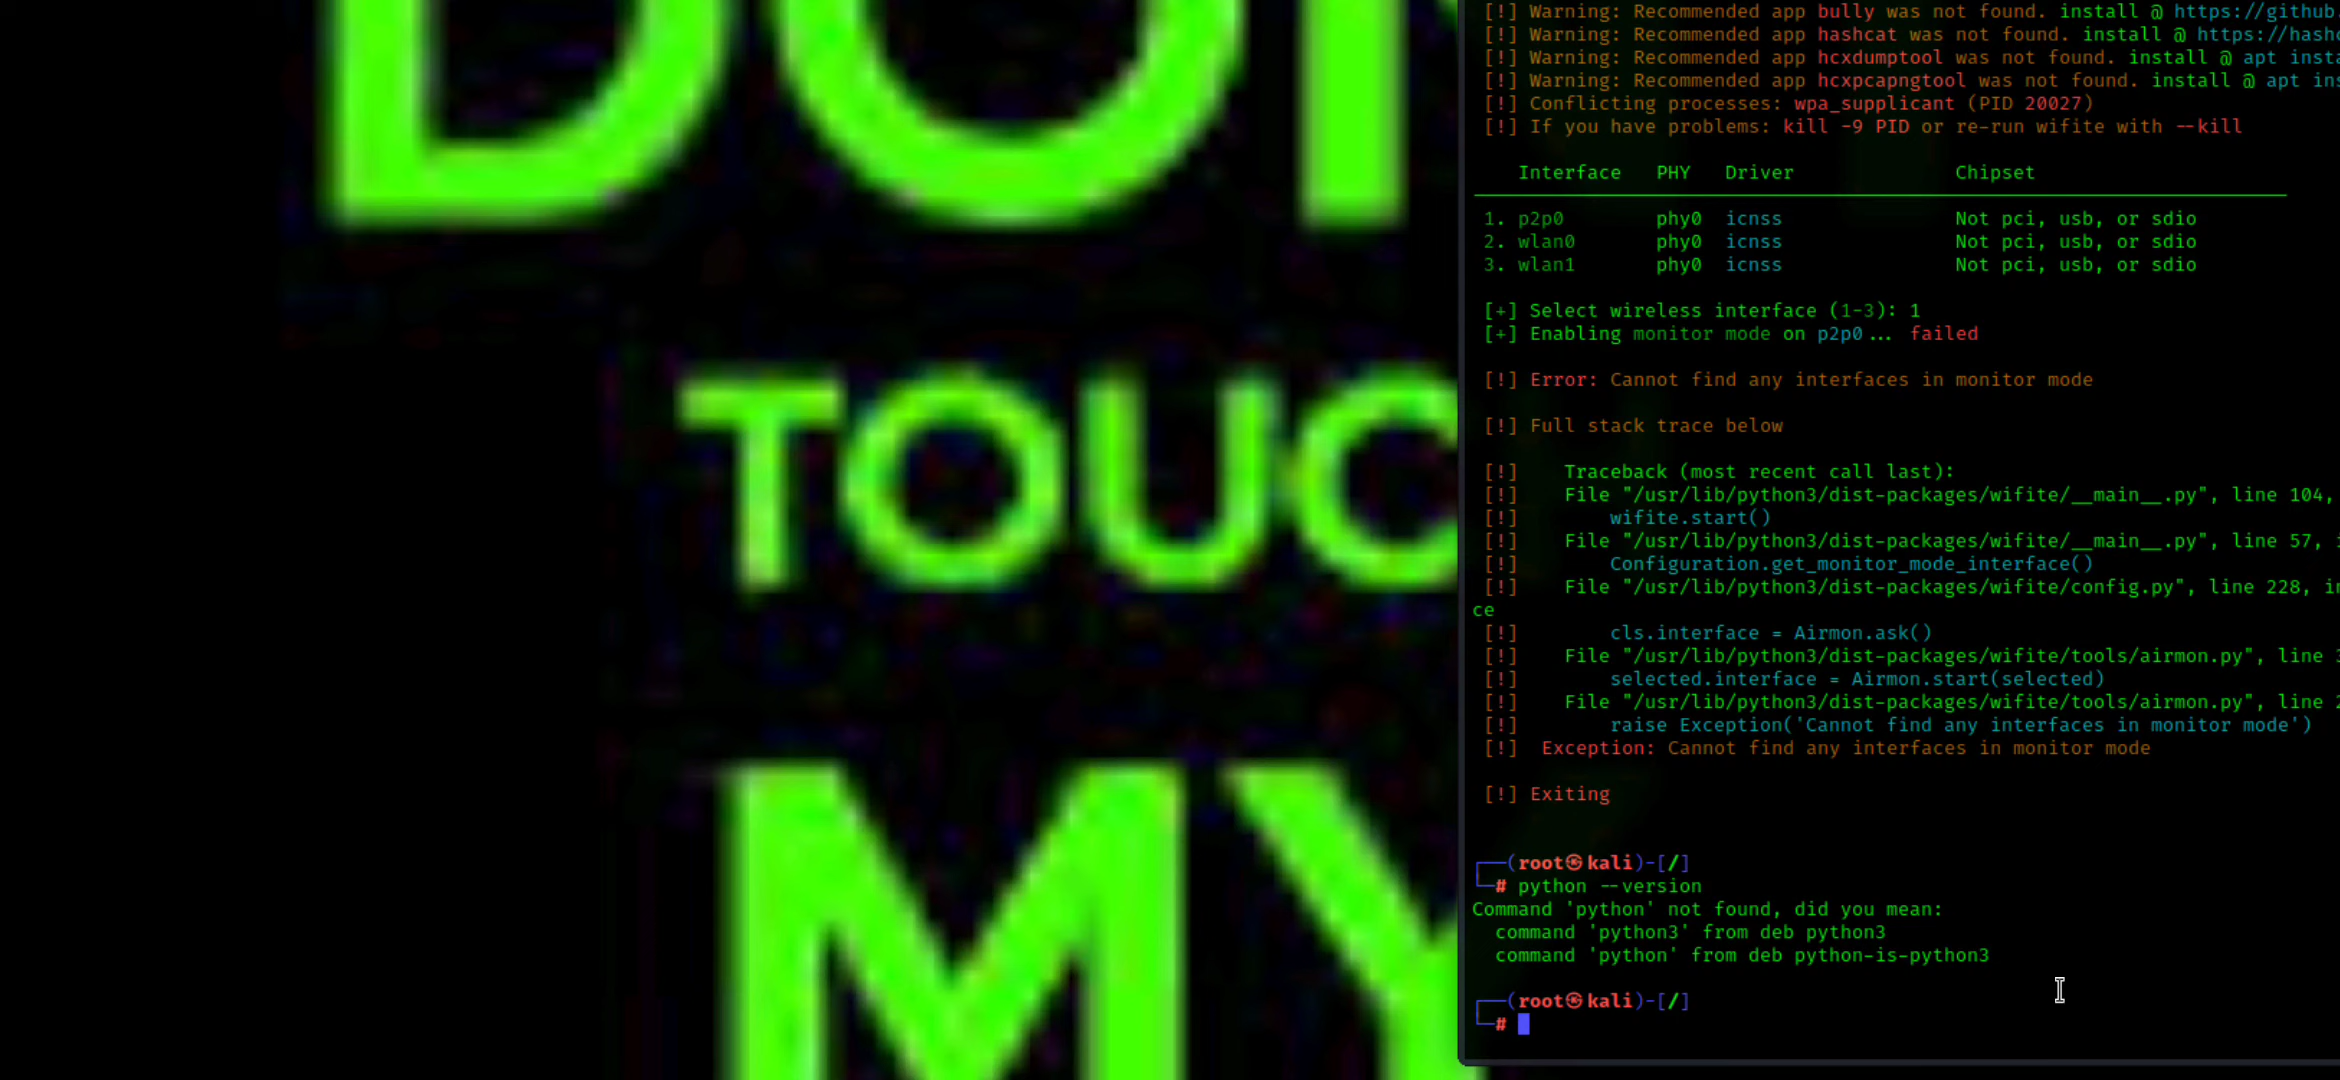 DON
TOUC
MY
[!] Warning: Recommended app bully was not found. install @ https://github
[!] Warning: Recommended app hashcat was not found. install @ https://hashc
[!] Warning: Recommended app hcxdumptool was not found. install @ apt insta
[!] Warning: Recommended app hcxpcapngtool was not found. install @ apt ins
[!] Conflicting processes: wpa_supplicant (PID 20027)
[!] If you have problems: kill -9 PID or re-run wifite with --kill
Interface PHY Driver Chipset
1. p2p0 phy0 icnss Not pci, usb, or sdio
2. wlan0 phy0 icnss Not pci, usb, or sdio
3. wlan1 phy0 icnss Not pci, usb, or sdio
[+] Select wireless interface (1-3): 1
[+] Enabling monitor mode on p2p0... failed
[!] Error: Cannot find any interfaces in monitor mode
[!] Full stack trace below
[!] Traceback (most recent call last):
[!] File "/usr/lib/python3/dist-packages/wifite/__main__.py", line 104,
[!] wifite.start()
[!] File "/usr/lib/python3/dist-packages/wifite/__main__.py", line 57,
[!] Configuration.get_monitor_mode_interface()
[!] File "/usr/lib/python3/dist-packages/wifite/config.py", line 228, in
ce
[!] cls.interface = Airmon.ask()
[!] File "/usr/lib/python3/dist-packages/wifite/tools/airmon.py", line 3
[!] selected.interface = Airmon.start(selected)
[!] File "/usr/lib/python3/dist-packages/wifite/tools/airmon.py", line 2
[!] raise Exception('Cannot find any interfaces in monitor mode')
[!] Exception: Cannot find any interfaces in monitor mode
[!] Exiting
┌──(root㉿kali)-[/]
└─# python --version
Command 'python' not found, did you mean:
command 'python3' from deb python3
command 'python' from deb python-is-python3
┌──(root㉿kali)-[/]
└─#